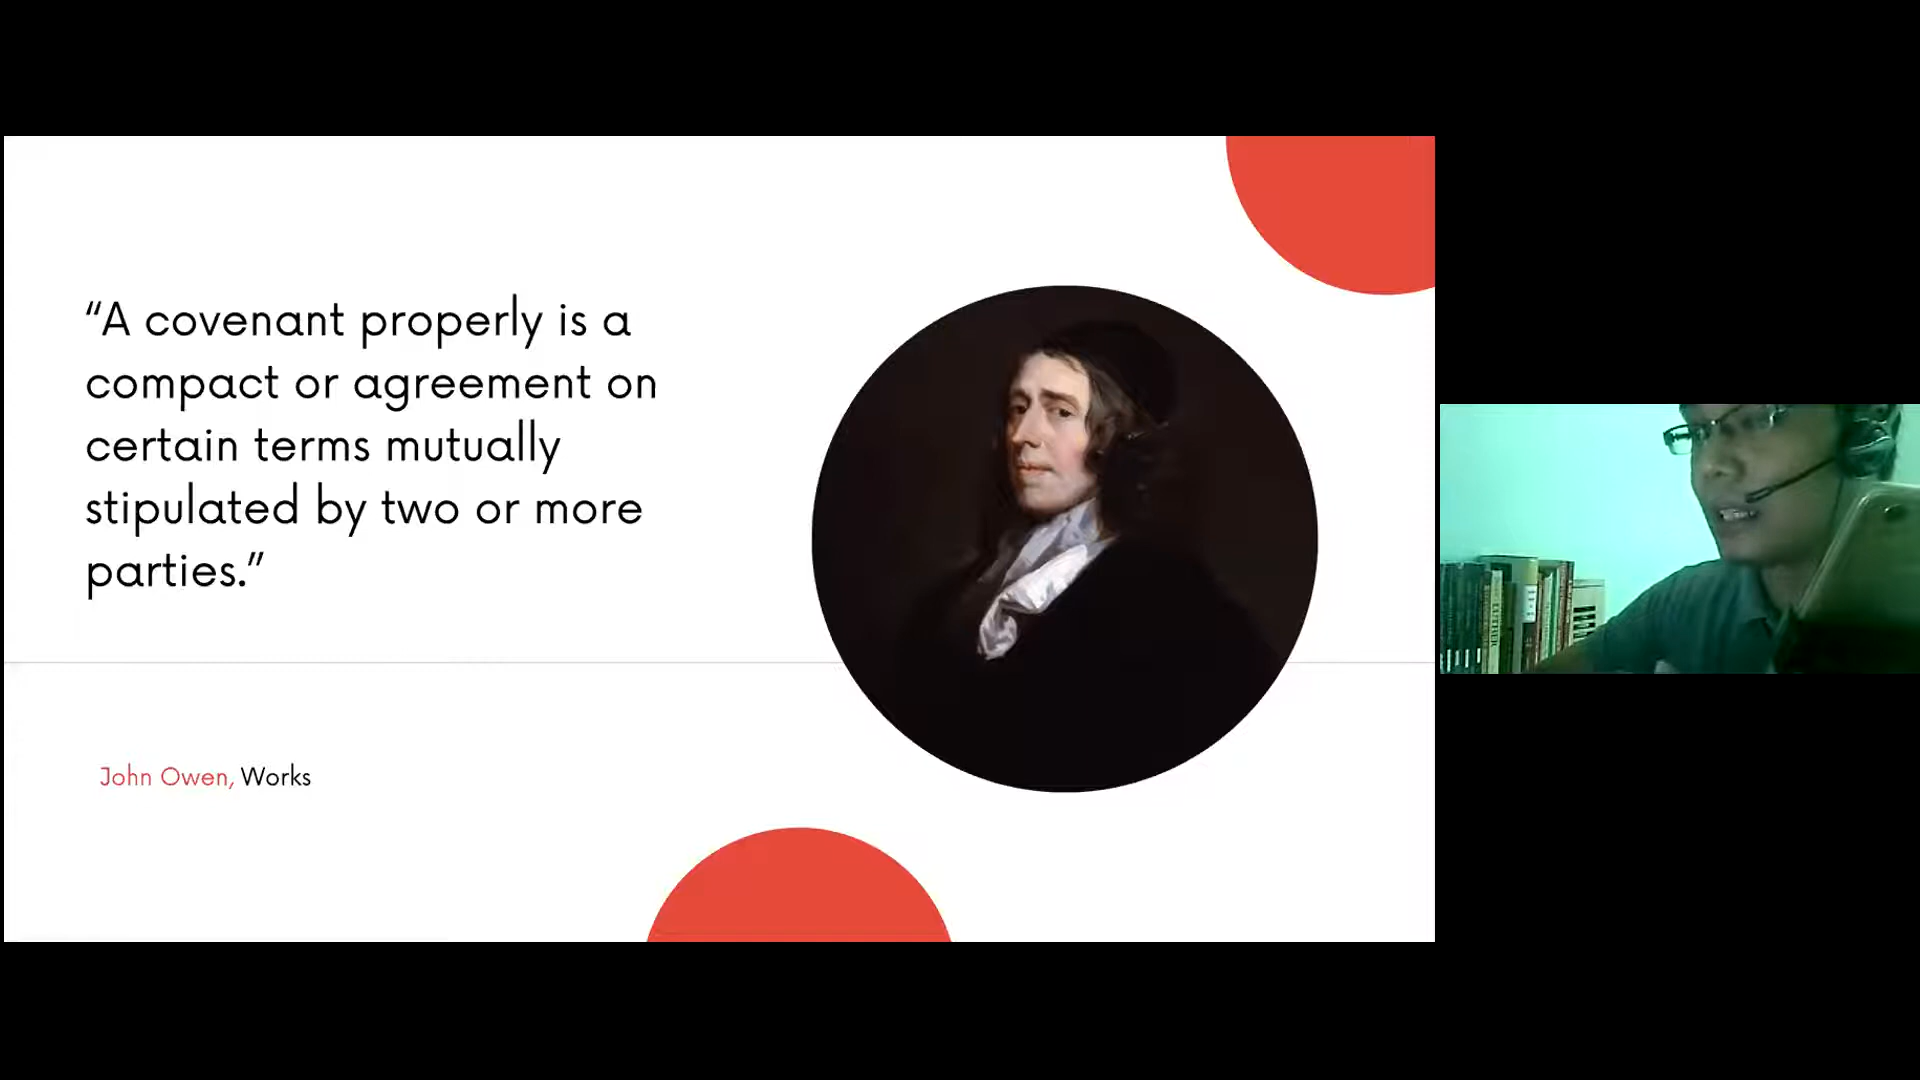 “A covenant properly is a
compact or agreement on
certain terms mutually
stipulated by two or more
parties.”
John Owen, Works